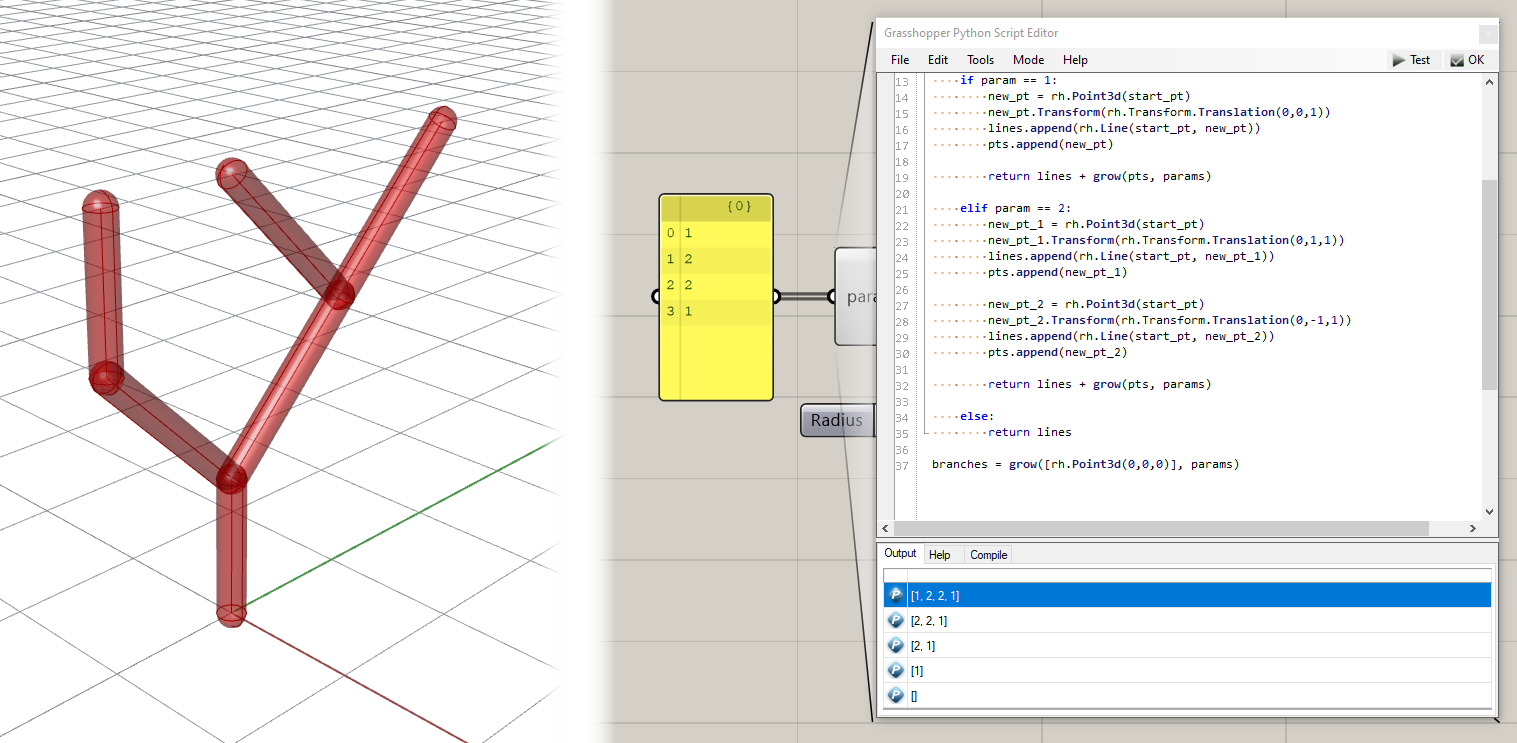 {0}
0 1
1 2
2 2
3 1
para
Radius
Grasshopper Python Script Editor
File Edit Tools Mode Help Test OK
13 if param == 1:
14 new_pt = rh.Point3d(start_pt)
15 new_pt.Transform(rh.Transform.Translation(0,0,1))
16 lines.append(rh.Line(start_pt, new_pt))
17 pts.append(new_pt)
18
19 return lines + grow(pts, params)
20
21 elif param == 2:
22 new_pt_1 = rh.Point3d(start_pt)
23 new_pt_1.Transform(rh.Transform.Translation(0,1,1))
24 lines.append(rh.Line(start_pt, new_pt_1))
25 pts.append(new_pt_1)
26
27 new_pt_2 = rh.Point3d(start_pt)
28 new_pt_2.Transform(rh.Transform.Translation(0,-1,1))
29 lines.append(rh.Line(start_pt, new_pt_2))
30 pts.append(new_pt_2)
31
32 return lines + grow(pts, params)
33
34 else:
35 return lines
36
37 branches = grow([rh.Point3d(0,0,0)], params)
Output Help Compile
P [1, 2, 2, 1]
P [2, 2, 1]
P [2, 1]
P [1]
P []